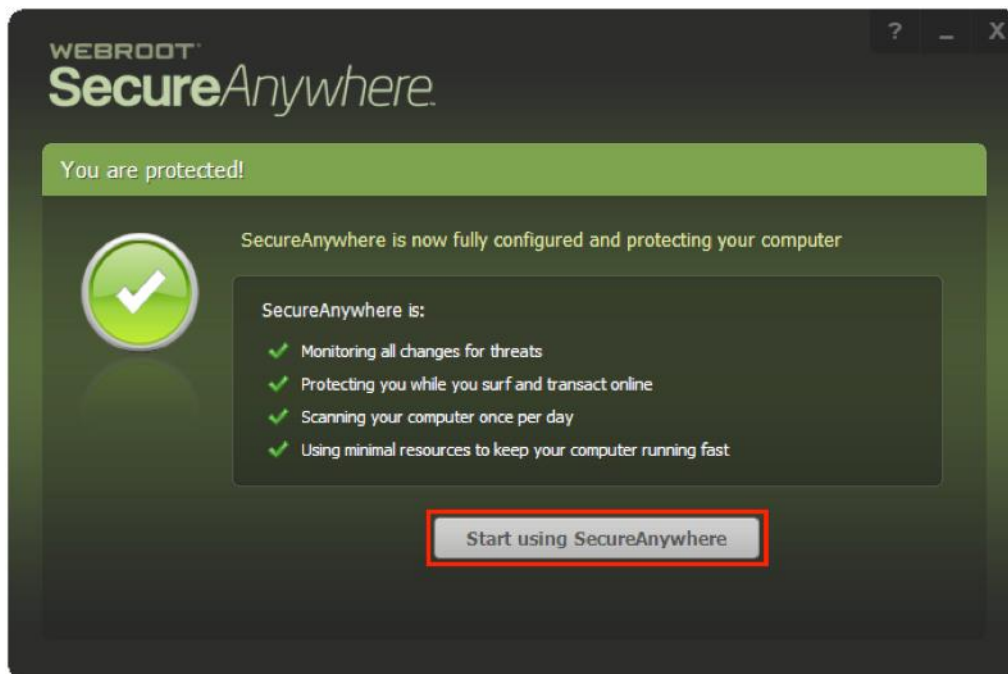 ? _ X
WEBROOT
SecureAnywhere
You are protected!
SecureAnywhere is now fully configured and protecting your computer
SecureAnywhere is:
Monitoring all changes for threats
Protecting you while you surf and transact online
Scanning your computer once per day
Using minimal resources to keep your computer running fast
Start using SecureAnywhere